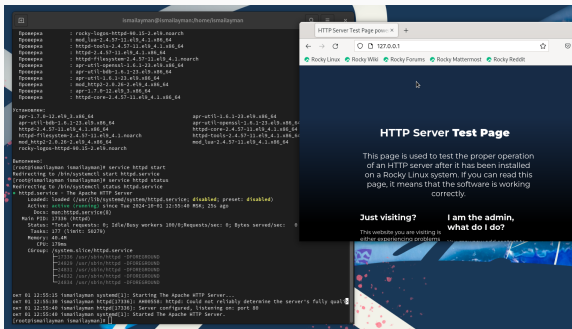 ismailayman@ismailayman:/home/ismailayman
Проверка : rocky-logos-httpd-90.15-2.el9.noarch
Проверка : mod_lua-2.4.57-11.el9_4.1.x86_64
Проверка : httpd-tools-2.4.57-11.el9_4.1.x86_64
Проверка : httpd-2.4.57-11.el9_4.1.x86_64
Проверка : httpd-filesystem-2.4.57-11.el9_4.1.noarch
Проверка : apr-util-openssl-1.6.1-23.el9.x86_64
Проверка : apr-util-bdb-1.6.1-23.el9.x86_64
Проверка : apr-util-1.6.1-23.el9.x86_64
Проверка : mod_http2-2.0.26-2.el9_4.x86_64
Проверка : apr-1.7.0-12.el9_3.x86_64
Проверка : httpd-core-2.4.57-11.el9_4.1.x86_64
Установлен:
apr-1.7.0-12.el9_3.x86_64 apr-util-1.6.1-23.el9.x86_64
apr-util-bdb-1.6.1-23.el9.x86_64 apr-util-openssl-1.6.1-23.el9.x86_64
httpd-2.4.57-11.el9_4.1.x86_64 httpd-core-2.4.57-11.el9_4.1.x86_64
httpd-filesystem-2.4.57-11.el9_4.1.noarch httpd-tools-2.4.57-11.el9_4.1.x86_64
mod_http2-2.0.26-2.el9_4.x86_64 mod_lua-2.4.57-11.el9_4.1.x86_64
rocky-logos-httpd-90.15-2.el9.noarch
Выполнено!
[root@ismailayman ismailayman]# service httpd start
Redirecting to /bin/systemctl start httpd.service
[root@ismailayman ismailayman]# service httpd status
Redirecting to /bin/systemctl status httpd.service
● httpd.service - The Apache HTTP Server
Loaded: loaded (/usr/lib/systemd/system/httpd.service; disabled; preset: disabled)
Active: active (running) since Tue 2024-10-01 12:55:40 MSK; 25s ago
Docs: man:httpd.service(8)
Main PID: 17336 (httpd)
Status: "Total requests: 0; Idle/Busy workers 100/0;Requests/sec: 0; Bytes served/sec: 0
Tasks: 177 (limit: 50279)
Memory: 40.4M
CPU: 170ms
CGroup: /system.slice/httpd.service
/usr/sbin/httpd -DFOREGROUND
/usr/sbin/httpd -DFOREGROUND
/usr/sbin/httpd -DFOREGROUND
/usr/sbin/httpd -DFOREGROUND
/usr/sbin/httpd -DFOREGROUND
окт 01 12:55:15 ismailayman systemd[1]: Starting The Apache HTTP Server...
окт 01 12:55:40 ismailayman httpd[17336]: AH00558: httpd: Could not reliably determine the server's fully quali
окт 01 12:55:40 ismailayman httpd[17336]: Server configured, listening on: port 80
окт 01 12:55:40 ismailayman systemd[1]: Started The Apache HTTP Server.
[root@ismailayman ismailayman]#
HTTP Server Test Page powe
127.0.0.1
Rocky Linux Rocky Wiki Rocky Forums Rocky Mattermost Rocky Reddit
HTTP Server Test Page
This page is used to test the proper operation
of an HTTP server after it has been installed
on a Rocky Linux system. If you can read this
page, it means that the software is working
correctly.
Just visiting?
This website you are visiting is
either experiencing problems
I am the admin,
what do I do?